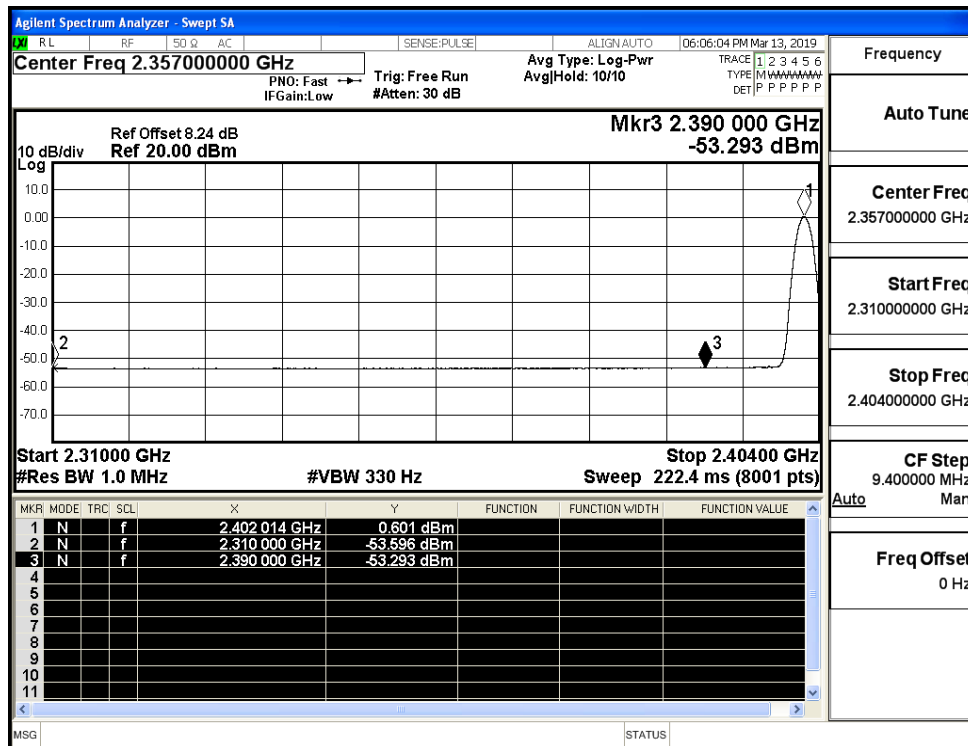 Agilent Spectrum Analyzer - Swept SA
LXI RL RF 50 Ω AC SENSE:PULSE ALIGN AUTO 06:06:04 PM Mar 13, 2019
Center Freq 2.357000000 GHz
PNO: Fast
IFGain:Low
Trig: Free Run
#Atten: 30 dB
Avg Type: Log-Pwr
Avg|Hold: 10/10
TRACE 1 2 3 4 5 6
TYPE M W W W W W
DET P P P P P P
Ref Offset 8.24 dB
Ref 20.00 dBm
10 dB/div
Log
Mkr3 2.390 000 GHz
-53.293 dBm
10.0
0.00
-10.0
-20.0
-30.0
-40.0
-50.0
-60.0
-70.0
1
2
3
Start 2.31000 GHz
Stop 2.40400 GHz
#Res BW 1.0 MHz
#VBW 330 Hz
Sweep 222.4 ms (8001 pts)
MKR MODE TRC SCL X Y FUNCTION FUNCTION WIDTH FUNCTION VALUE
1 N f 2.402 014 GHz 0.601 dBm
2 N f 2.310 000 GHz -53.596 dBm
3 N f 2.390 000 GHz -53.293 dBm
4
5
6
7
8
9
10
11
MSG
STATUS
Frequency
Auto Tune
Center Freq
2.357000000 GHz
Start Freq
2.310000000 GHz
Stop Freq
2.404000000 GHz
CF Step
9.400000 MHz
Auto Man
Freq Offset
0 Hz